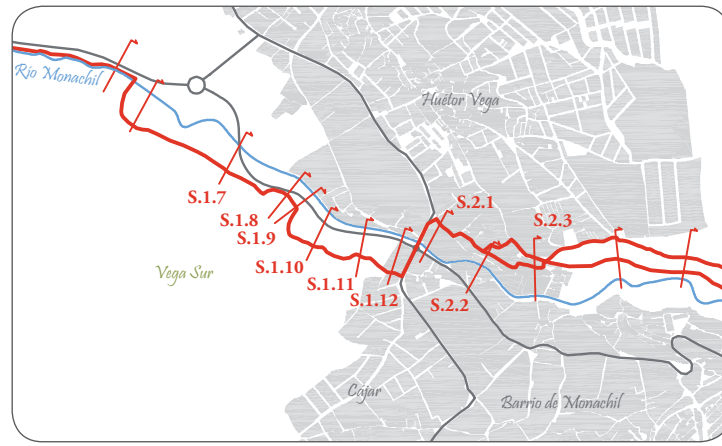 Río Monachil
Huétor Vega
S.1.7
S.2.1
S.1.8
S.2.3
S.1.9
S.1.10
Vega Sur
S.1.11
S.1.12
S.2.2
Cajar
Barrio de Monachil